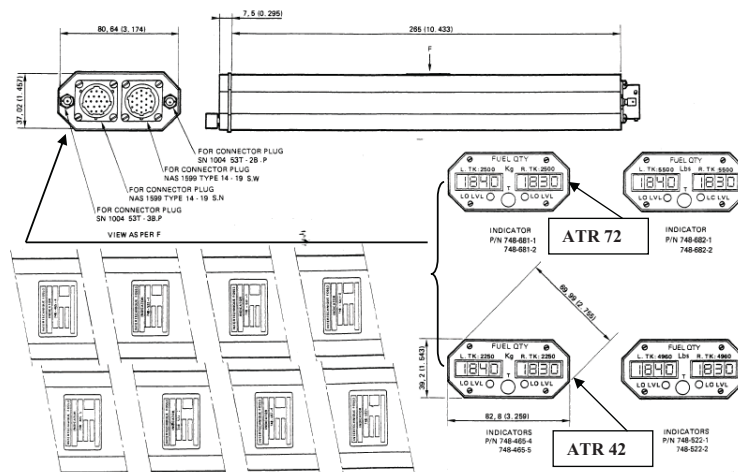 7,5 (0.295)
80,64 (3.174)
265 (10.433)
F
37,02 (1.457)
FOR CONNECTOR PLUG
SN 1004 53T - 2B .P
FOR CONNECTOR PLUG
NAS 1599 TYPE 14 - 19 S.W
FOR CONNECTOR PLUG
NAS 1599 TYPE 14 - 19 S.N
FOR CONNECTOR PLUG
SN 1004 53T - 3B.P
VIEW AS PER F
FUEL QTY
L. TK: 2500 Kg R. TK: 2500
1840 1830
T
LO LVL LO LVL
INDICATOR
P/N 748-681-1
748-681-2
ATR 72
FUEL QTY
L. TK: 5500 Lbs R. TK: 5500
1840 1830
T
LO LVL LO LVL
INDICATOR
P/N 748-682-1
748-682-2
69,99 (2.755)
39,2 (1.543)
FUEL QTY
L. TK: 2250 Kg R. TK: 2250
1840 1830
T
LO LVL LO LVL
82,8 (3.259)
INDICATORS
P/N 748-465-4
748-465-5
ATR 42
FUEL QTY
L. TK: 4960 Lbs R. TK: 4960
1840 1830
T
LO LVL LO LVL
INDICATORS
P/N 748-522-1
748-522-2